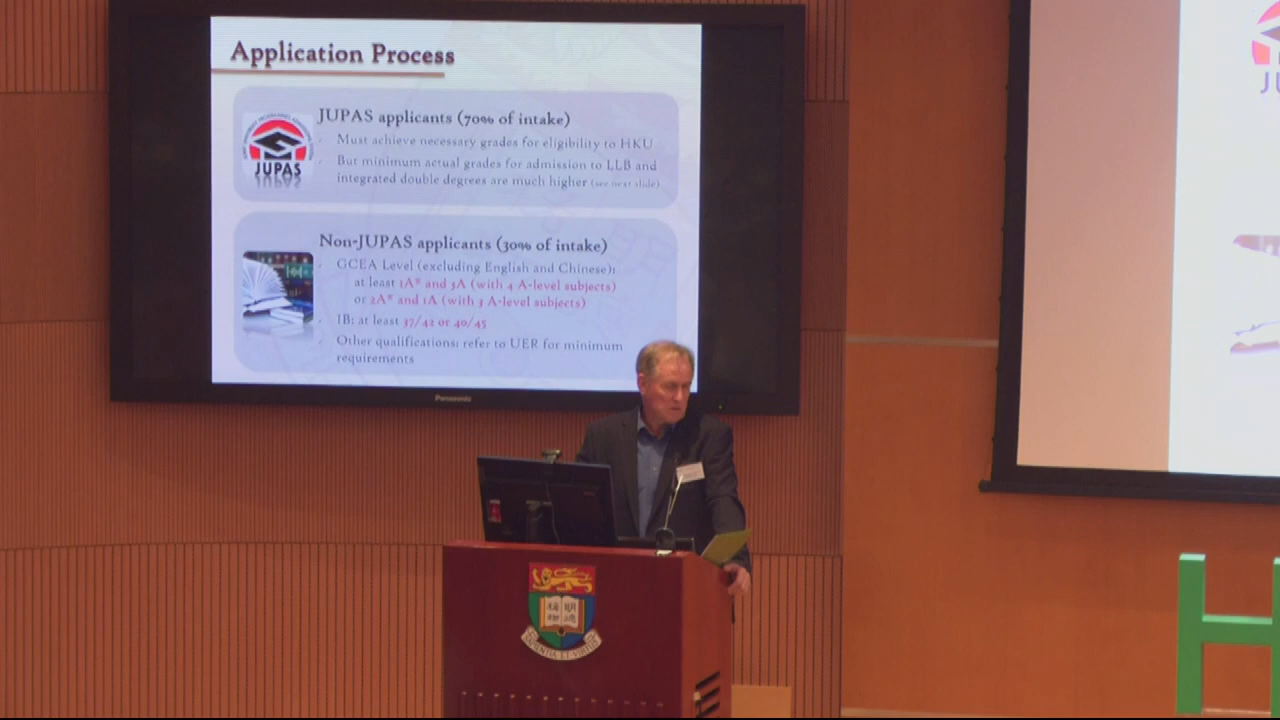 Application Process
JUPAS applicants (70% of intake)
Must achieve necessary grades for eligibility to HKU
But minimum actual grades for admission to LLB and
integrated double degrees are much higher (see next slide)
JUPAS
Non-JUPAS applicants (30% of intake)
GCEA Level (excluding English and Chinese):
at least 1A* and 3A (with 4 A-level subjects)
or 2A* and 1A (with 3 A-level subjects)
IB: at least 37/42 or 40/45
Other qualifications: refer to UER for minimum
requirements
Panasonic
SAPIENTIA ET VIRTUS
JU
H